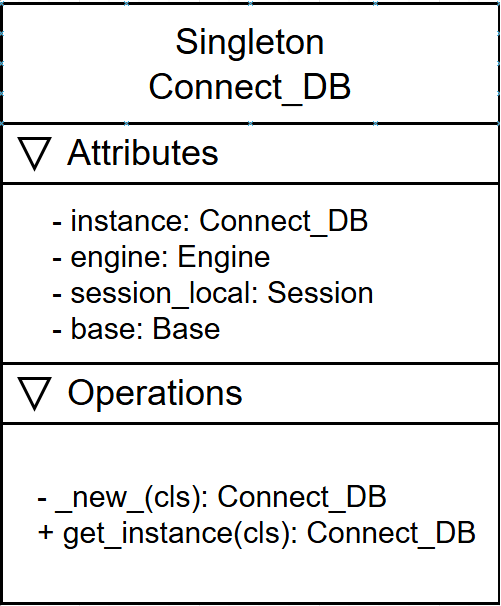 Singleton
Connect_DB
Attributes
- instance: Connect_DB
- engine: Engine
- session_local: Session
- base: Base
Operations
- _new_(cls): Connect_DB
+ get_instance(cls): Connect_DB